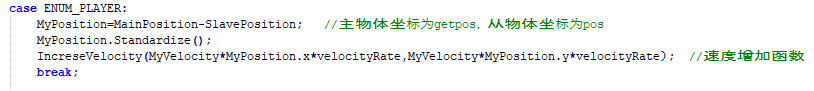 case ENUM_PLAYER:
MyPosition=MainPosition-SlavePosition;   //主物体坐标为getpos，从物体坐标为pos
MyPosition.Standardize();
IncreseVelocity(MyVelocity*MyPosition.x*velocityRate,MyVelocity*MyPosition.y*velocityRate);  //速度增加函数
break;